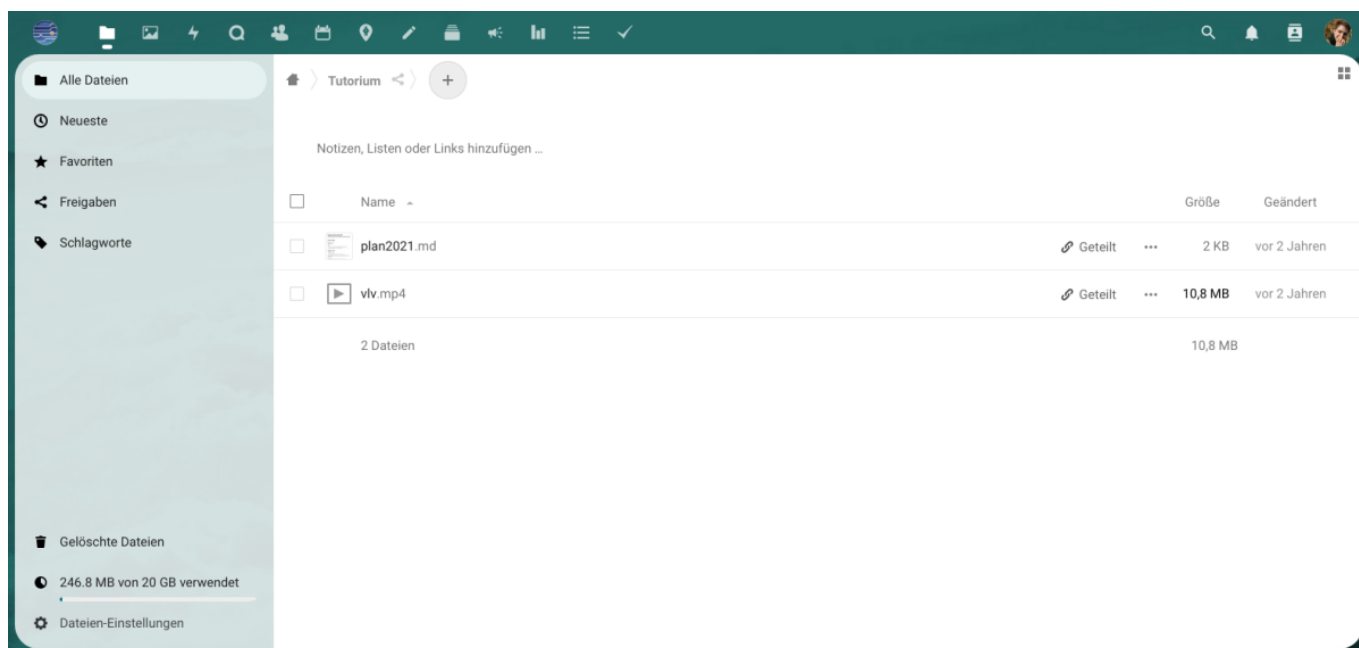 Alle Dateien
Neueste
Favoriten
Freigaben
Schlagworte
Gelöschte Dateien
246.8 MB von 20 GB verwendet
Dateien-Einstellungen
Tutorium
Notizen, Listen oder Links hinzufügen ...
Name Größe Geändert
plan2021.md Geteilt ... 2 KB vor 2 Jahren
vlv.mp4 Geteilt ... 10,8 MB vor 2 Jahren
2 Dateien 10,8 MB